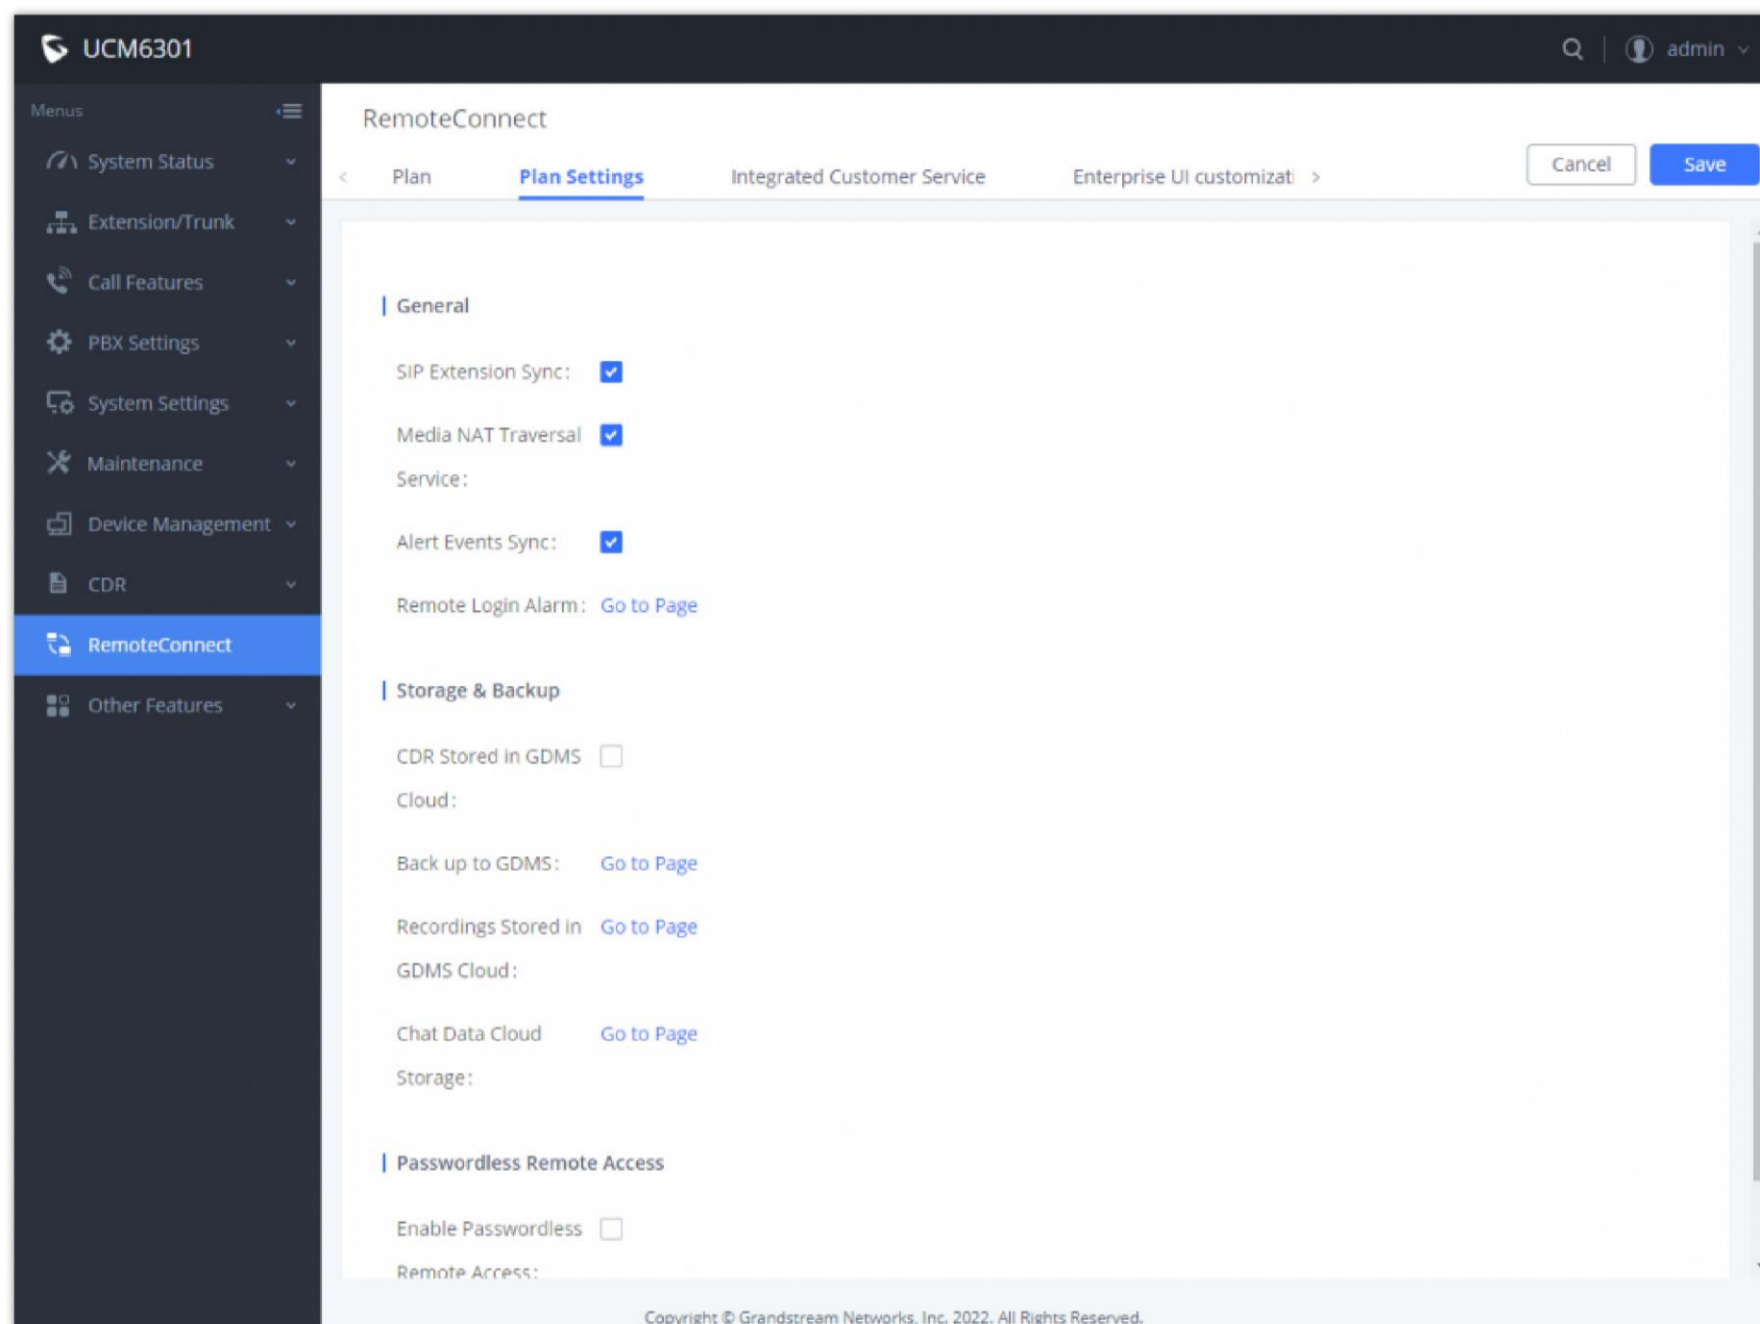 UCM6301
admin
Menus
System Status
Extension/Trunk
Call Features
PBX Settings
System Settings
Maintenance
Device Management
CDR
RemoteConnect
Other Features
RemoteConnect
Plan
Plan Settings
Integrated Customer Service
Enterprise UI customizati
Cancel
Save
General
SIP Extension Sync:
Media NAT Traversal
Service:
Alert Events Sync:
Remote Login Alarm: Go to Page
Storage & Backup
CDR Stored in GDMS
Cloud:
Back up to GDMS: Go to Page
Recordings Stored in Go to Page
GDMS Cloud:
Chat Data Cloud Go to Page
Storage:
Passwordless Remote Access
Enable Passwordless
Remote Access:
Copyright © Grandstream Networks, Inc. 2022. All Rights Reserved.